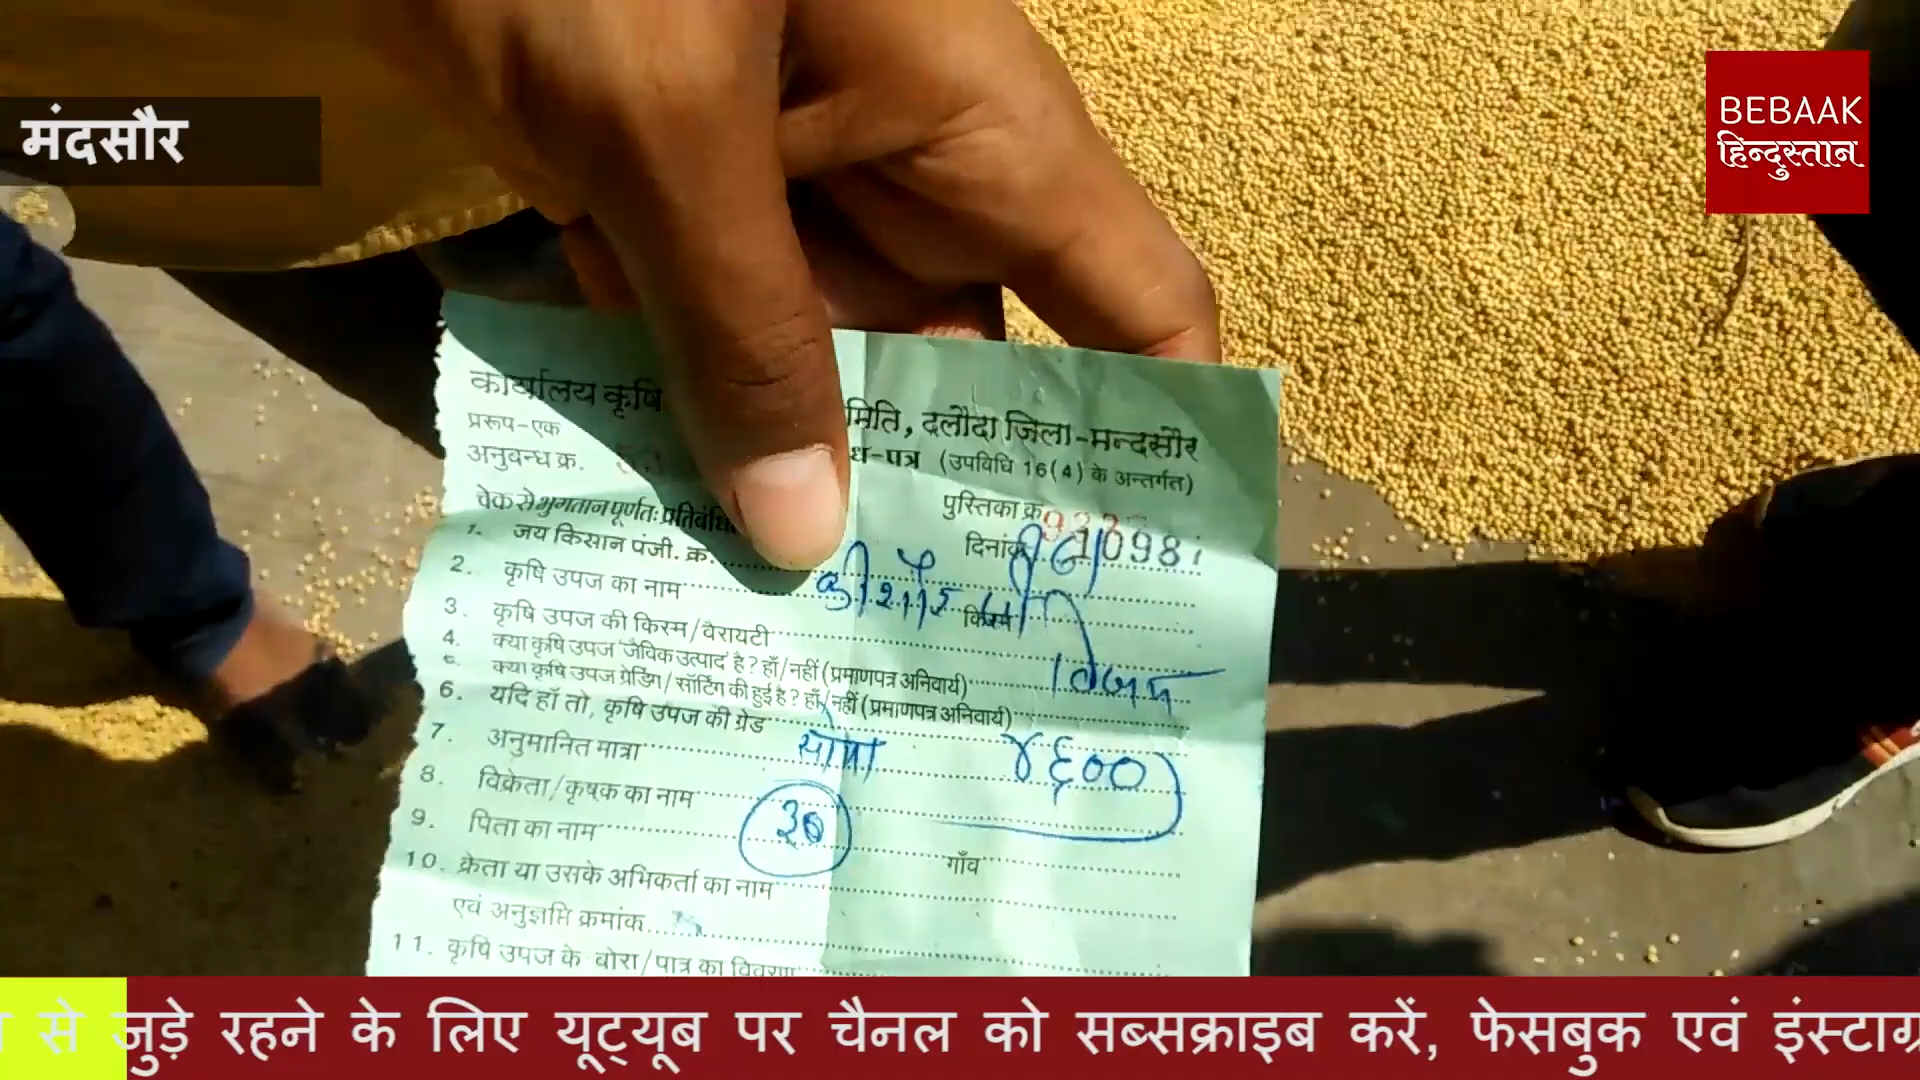 मंदसौर
BEBAAK
हिन्दुस्तान
कार्यालय कृषि मिति, दलौदा जिला-मन्दसौर
प्ररूप-एक
ध-पत्र (उपविधि 16(4) के अन्तर्गत)
अनुबन्ध क्र.
पुस्तिका क्र
चेक से भुगतान पूर्णतः प्रतिबंधि
दिनांक 10981
1. जय किसान पंजी. क्र.
2. कृषि उपज का नाम
किस्म
3. कृषि उपज की किस्म/वैरायटी
4. क्या कृषि उपज 'जैविक उत्पाद' है? हाँ/नहीं (प्रमाणपत्र अनिवार्य)
क्या कृषि उपज ग्रेडिंग/सॉर्टिंग की हुई है? हाँ/नहीं (प्रमाणपत्र अनिवार्य)
6. यदि हाँ तो, कृषि उपज की ग्रेड
7. अनुमानित मात्रा
४६००
8. विक्रेता/कृषक का नाम
9. पिता का नाम
गाँव
10. क्रेता या उसके अभिकर्ता का नाम
एवं अनुज्ञप्ति क्रमांक
11. कृषि उपज के बोरा/पात्र का विवरण
से जुड़े रहने के लिए यूट्यूब पर चैनल को सब्सक्राइब करें, फेसबुक एवं इंस्टाग्र